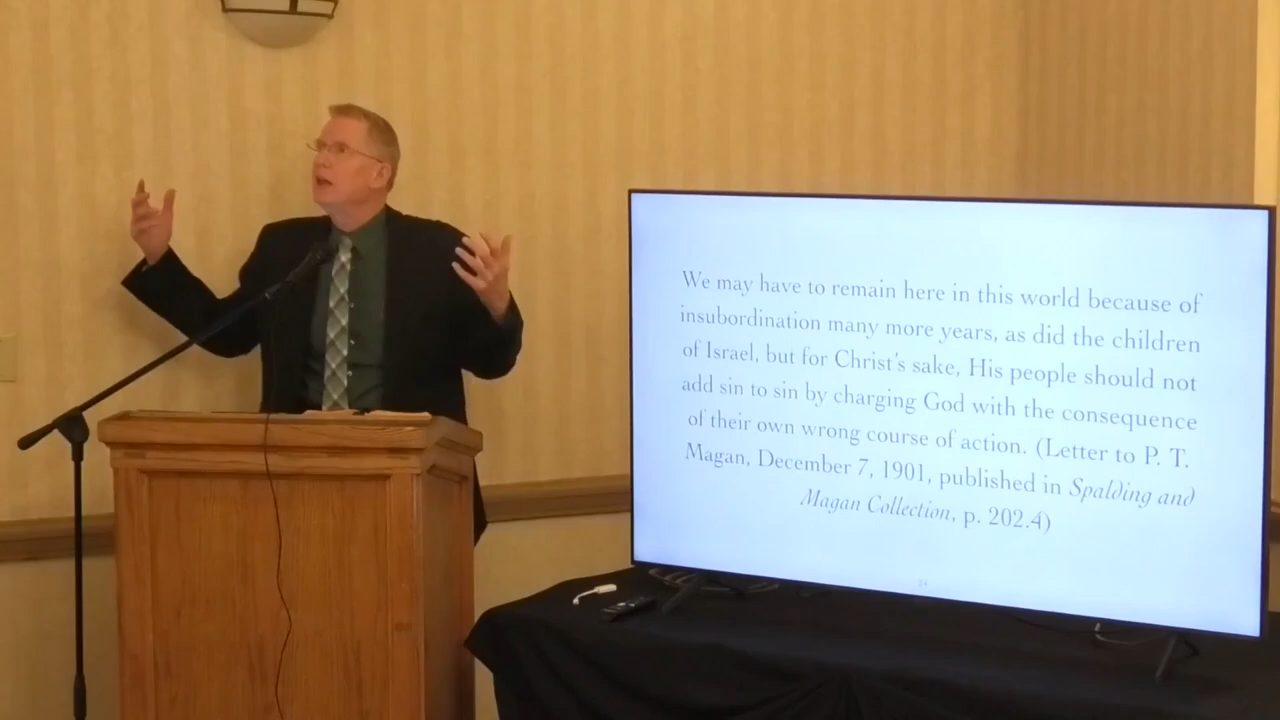 We may have to remain here in this world because of
insubordination many more years, as did the children
of Israel, but for Christ's sake, His people should not
add sin to sin by charging God with the consequence
of their own wrong course of action. (Letter to P. T.
Magan, December 7, 1901, published in Spalding and
Magan Collection, p. 202.4)